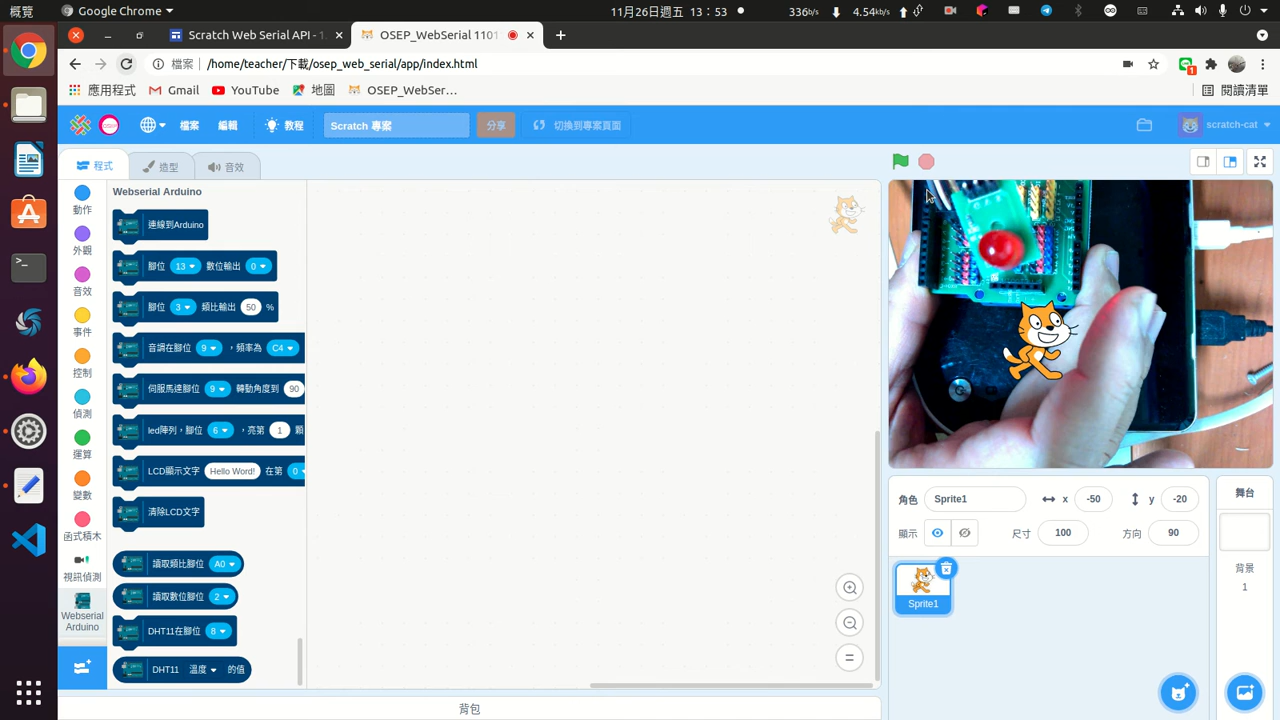 概覽 Google Chrome 11月26日週五 13：53 336kb/s 4.54kb/s
Scratch Web Serial API - 1. OSEP_WebSerial 1101
檔案 /home/teacher/下載/osep_web_serial/app/index.html
應用程式 Gmail YouTube 地圖 OSEP_WebSer… 閱讀清單
檔案 編輯 教程 Scratch 專案 分享 切換到專案頁面 scratch-cat
程式 造型 音效
動作
外觀
音效
事件
控制
偵測
運算
變數
函式積木
視訊偵測
Webserial
Arduino
Webserial Arduino
連線到Arduino
腳位 13 數位輸出 0
腳位 3 類比輸出 50 %
音調在腳位 9 ，頻率為 C4
伺服馬達腳位 9 轉動角度到 90
led陣列，腳位 6 ，亮第 1 顆
LCD顯示文字 Hello Word! 在第 0
清除LCD文字
讀取類比腳位 A0
讀取數位腳位 2
DHT11在腳位 8
DHT11 溫度 的值
背包
角色 Sprite1 x -50 y -20
顯示 尺寸 100 方向 90
Sprite1
舞台
背景
1